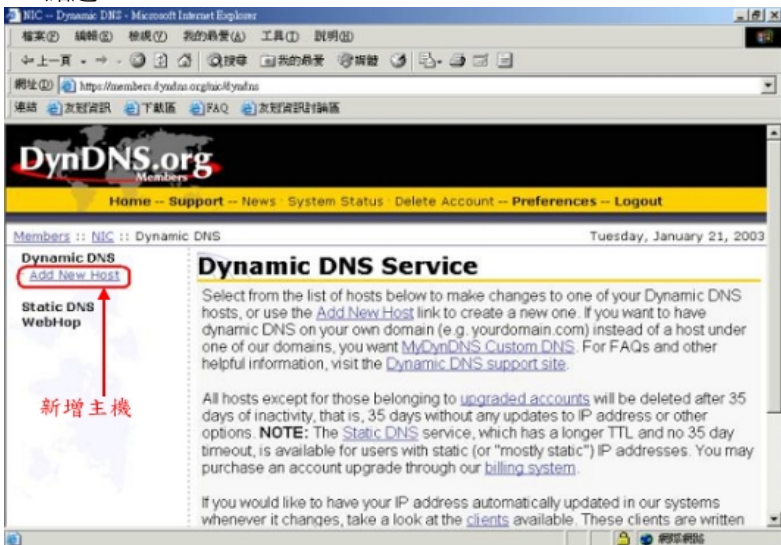 NIC -- Dynamic DNS - Microsoft Internet Explorer
檔案(F) 編輯(E) 檢視(V) 我的最愛(A) 工具(T) 說明(H)
上一頁 搜尋 我的最愛 媒體
網址(D) https://members.dyndns.org/nic/dyndns
連結 友冠資訊 下載區 FAQ 友冠資訊討論區
DynDNS.org
Members
Home -- Support -- News · System Status · Delete Account -- Preferences -- Logout
Members :: NIC :: Dynamic DNS Tuesday, January 21, 2003
Dynamic DNS
Add New Host
Static DNS
WebHop
新增主機
Dynamic DNS Service
Select from the list of hosts below to make changes to one of your Dynamic DNS
hosts, or use the Add New Host link to create a new one. If you want to have
dynamic DNS on your own domain (e.g. yourdomain.com) instead of a host under
one of our domains, you want MyDynDNS Custom DNS. For FAQs and other
helpful information, visit the Dynamic DNS support site.
All hosts except for those belonging to upgraded accounts will be deleted after 35
days of inactivity, that is, 35 days without any updates to IP address or other
options. NOTE: The Static DNS service, which has a longer TTL and no 35 day
timeout, is available for users with static (or "mostly static") IP addresses. You may
purchase an account upgrade through our billing system.
If you would like to have your IP address automatically updated in our systems
whenever it changes, take a look at the clients available. These clients are written
網際網路